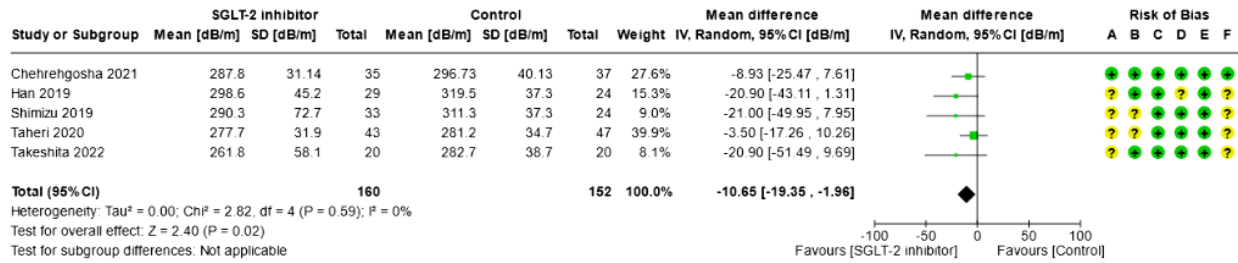 SGLT-2 inhibitor Control Mean difference Mean difference Risk of Bias
Study or Subgroup Mean [dB/m] SD [dB/m] Total Mean [dB/m] SD [dB/m] Total Weight IV, Random, 95% CI [dB/m] IV, Random, 95% CI [dB/m] A B C D E F
Chehrehgosha 2021 287.8 31.14 35 296.73 40.13 37 27.6% -8.93 [-25.47 , 7.61] + + + + + +
Han 2019 298.6 45.2 29 319.5 37.3 24 15.3% -20.90 [-43.11 , 1.31] ? + + ? + ?
Shimizu 2019 290.3 72.7 33 311.3 37.3 24 9.0% -21.00 [-49.95 , 7.95] ? ? + + + ?
Taheri 2020 277.7 31.9 43 281.2 34.7 47 39.9% -3.50 [-17.26 , 10.26] ? ? + + + ?
Takeshita 2022 261.8 58.1 20 282.7 38.7 20 8.1% -20.90 [-51.49 , 9.69] ? + + + + ?
Total (95% CI) 160 152 100.0% -10.65 [-19.35 , -1.96]
Heterogeneity: Tau² = 0.00; Chi² = 2.82, df = 4 (P = 0.59); I² = 0%
Test for overall effect: Z = 2.40 (P = 0.02)
-100 -50 0 50 100
Test for subgroup differences: Not applicable
Favours [SGLT-2 inhibitor] Favours [Control]